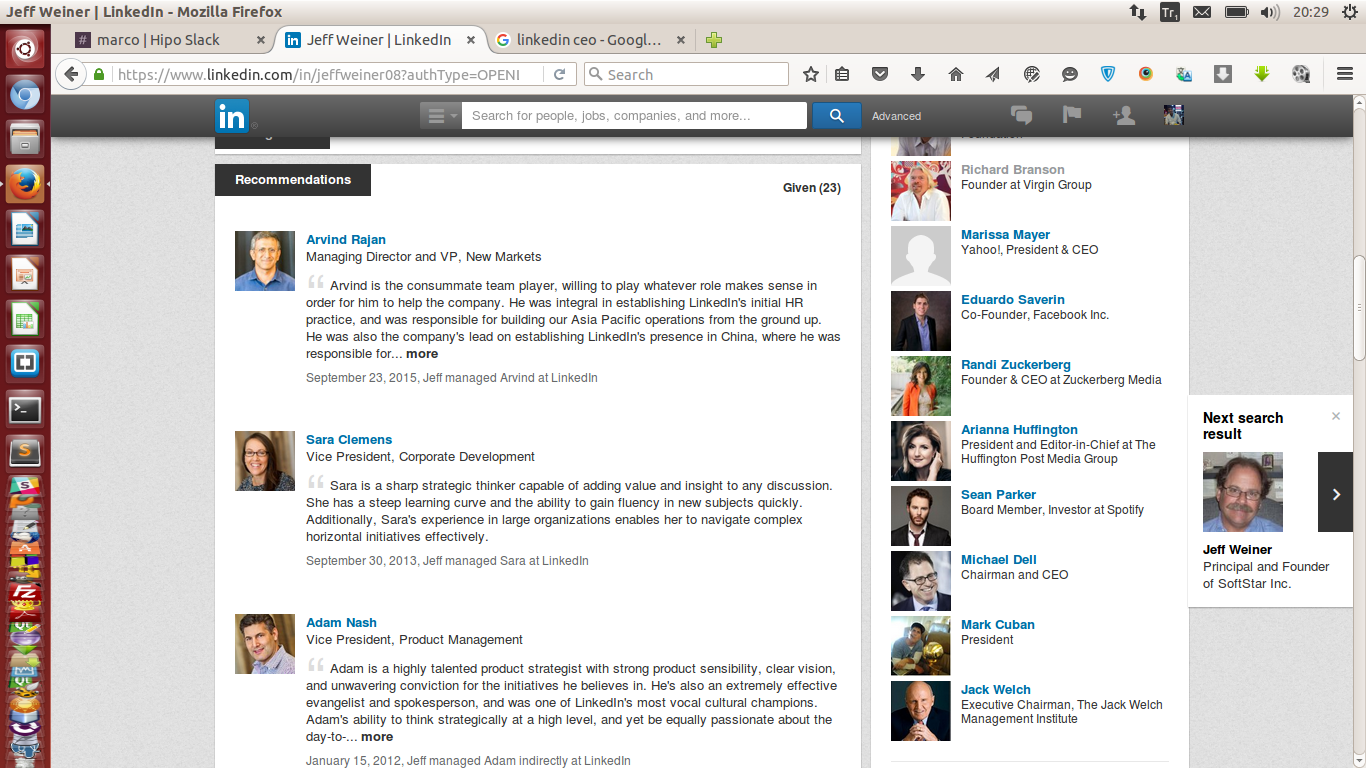 Jeff Weiner | LinkedIn - Mozilla Firefox
Tr1
20:29
marco | Hipo Slack
Jeff Weiner | LinkedIn
linkedin ceo - Googl...
https://www.linkedin.com/in/jeffweiner08?authType=OPENI
Search
in
Search for people, jobs, companies, and more...
Advanced
Recommendations
Given (23)
Arvind Rajan
Managing Director and VP, New Markets
“ Arvind is the consummate team player, willing to play whatever role makes sense in
order for him to help the company. He was integral in establishing LinkedIn's initial HR
practice, and was responsible for building our Asia Pacific operations from the ground up.
He was also the company's lead on establishing LinkedIn's presence in China, where he was
responsible for... more
September 23, 2015, Jeff managed Arvind at LinkedIn
Sara Clemens
Vice President, Corporate Development
“ Sara is a sharp strategic thinker capable of adding value and insight to any discussion.
She has a steep learning curve and the ability to gain fluency in new subjects quickly.
Additionally, Sara's experience in large organizations enables her to navigate complex
horizontal initiatives effectively.
September 30, 2013, Jeff managed Sara at LinkedIn
Adam Nash
Vice President, Product Management
“ Adam is a highly talented product strategist with strong product sensibility, clear vision,
and unwavering conviction for the initiatives he believes in. He's also an extremely effective
evangelist and spokesperson, and was one of LinkedIn's most vocal cultural champions.
Adam's ability to think strategically at a high level, and yet be equally passionate about the
day-to-... more
January 15, 2012, Jeff managed Adam indirectly at LinkedIn
Foundation
Richard Branson
Founder at Virgin Group
Marissa Mayer
Yahoo!, President & CEO
Eduardo Saverin
Co-Founder, Facebook Inc.
Randi Zuckerberg
Founder & CEO at Zuckerberg Media
Arianna Huffington
President and Editor-in-Chief at The
Huffington Post Media Group
Sean Parker
Board Member, Investor at Spotify
Michael Dell
Chairman and CEO
Mark Cuban
President
Jack Welch
Executive Chairman, The Jack Welch
Management Institute
Next search
result
Jeff Weiner
Principal and Founder
of SoftStar Inc.